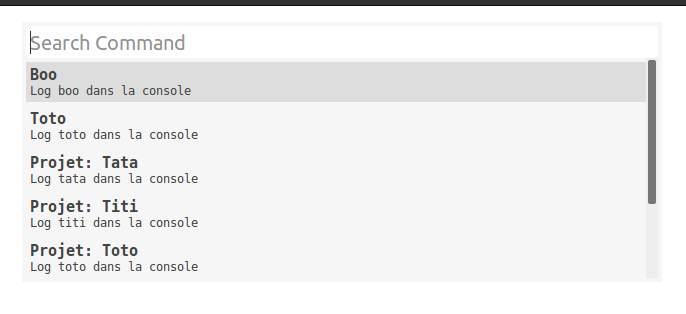 Search Command
Boo
Log boo dans la console
Toto
Log toto dans la console
Projet: Tata
Log tata dans la console
Projet: Titi
Log titi dans la console
Projet: Toto
Log toto dans la console